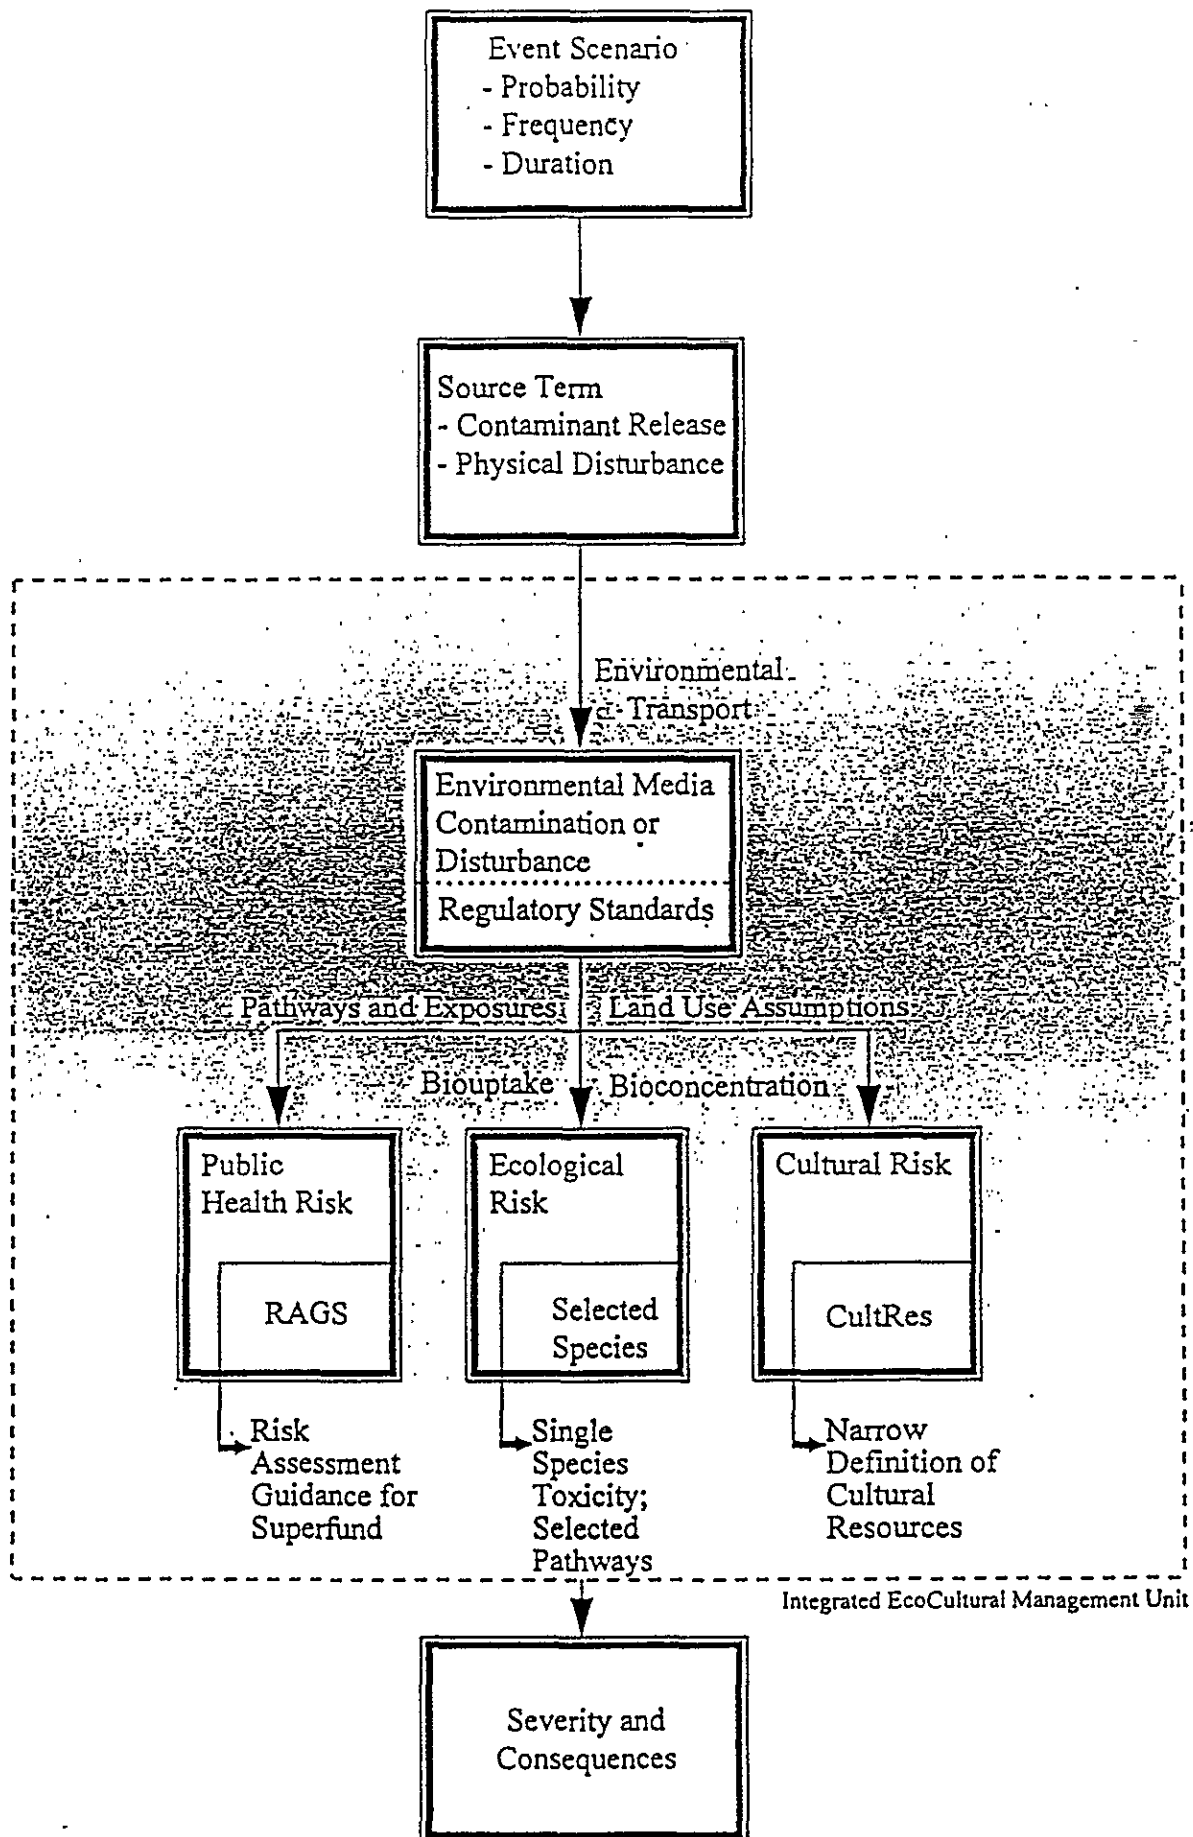 Event Scenario
- Probability
- Frequency
- Duration
Source Term
- Contaminant Release
- Physical Disturbance
Environmental
Transport
Environmental Media
Contamination or
Disturbance
Regulatory Standards
Pathways and Exposures
Land Use Assumptions
Biouptake
Bioconcentration
Public
Health Risk
RAGS
Risk
Assessment
Guidance for
Superfund
Ecological
Risk
Selected
Species
Single
Species
Toxicity;
Selected
Pathways
Cultural Risk
CultRes
Narrow
Definition of
Cultural
Resources
Integrated EcoCultural Management Unit
Severity and
Consequences